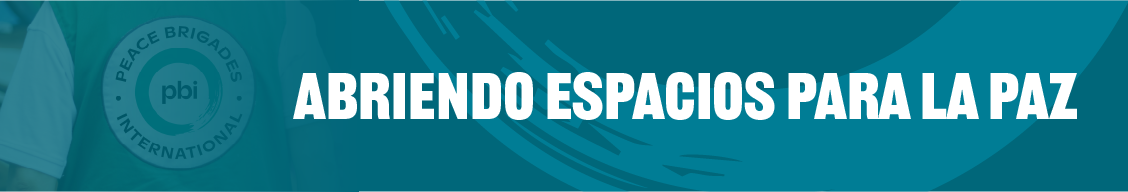 PEACE BRIGADES
pbi
INTERNATIONAL
ABRIENDO ESPACIOS PARA LA PAZ